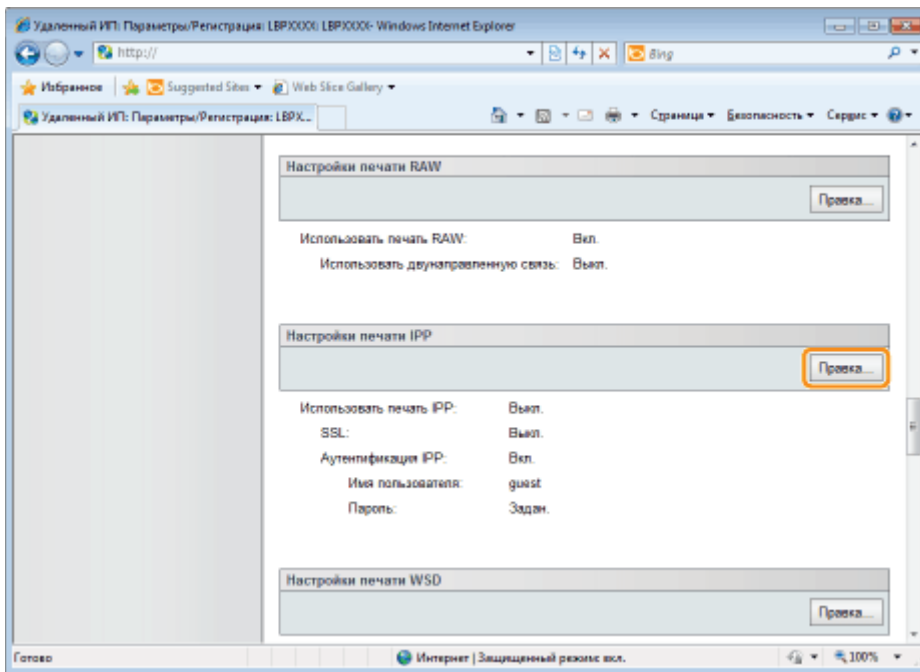 Удаленный ИП: Параметры/Регистрация: LBPXXXX: LBPXXXX- Windows Internet Explorer
http://
Bing
Избранное Suggested Sites Web Slice Gallery
Удаленный ИП: Параметры/Регистрация: LBPX... Страница Безопасность Сервис
Настройки печати RAW
Правка...
Использовать печать RAW: Вкл.
Использовать двунаправленную связь: Выкл.
Настройки печати IPP
Правка...
Использовать печать IPP: Выкл.
SSL: Выкл.
Аутентификация IPP: Вкл.
Имя пользователя: guest
Пароль: Задан.
Настройки печати WSD
Правка...
Готово Интернет | Защищенный режим: вкл. 100%